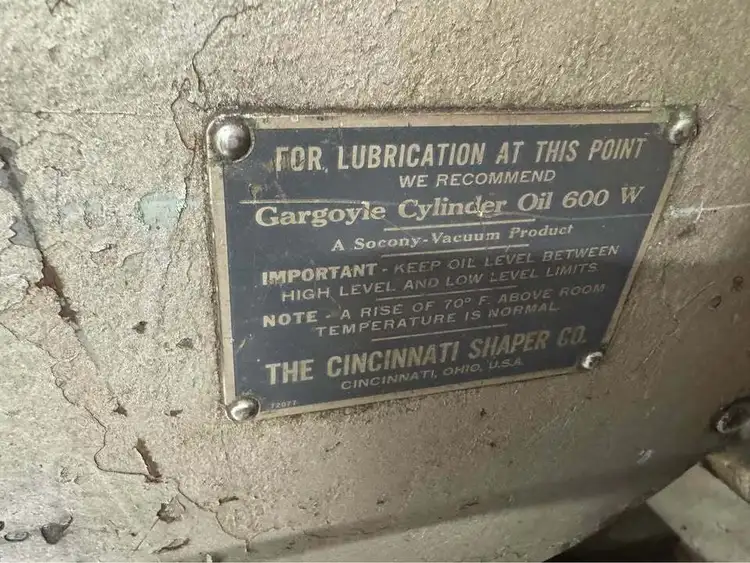 FOR LUBRICATION AT THIS POINT
WE RECOMMEND
Gargoyle Cylinder Oil 600 W
A Socony-Vacuum Product
IMPORTANT - KEEP OIL LEVEL BETWEEN
HIGH LEVEL AND LOW LEVEL LIMITS
NOTE - A RISE OF 70° F. ABOVE ROOM
TEMPERATURE IS NORMAL
THE CINCINNATI SHAPER CO.
CINCINNATI, OHIO, U.S.A.
72877